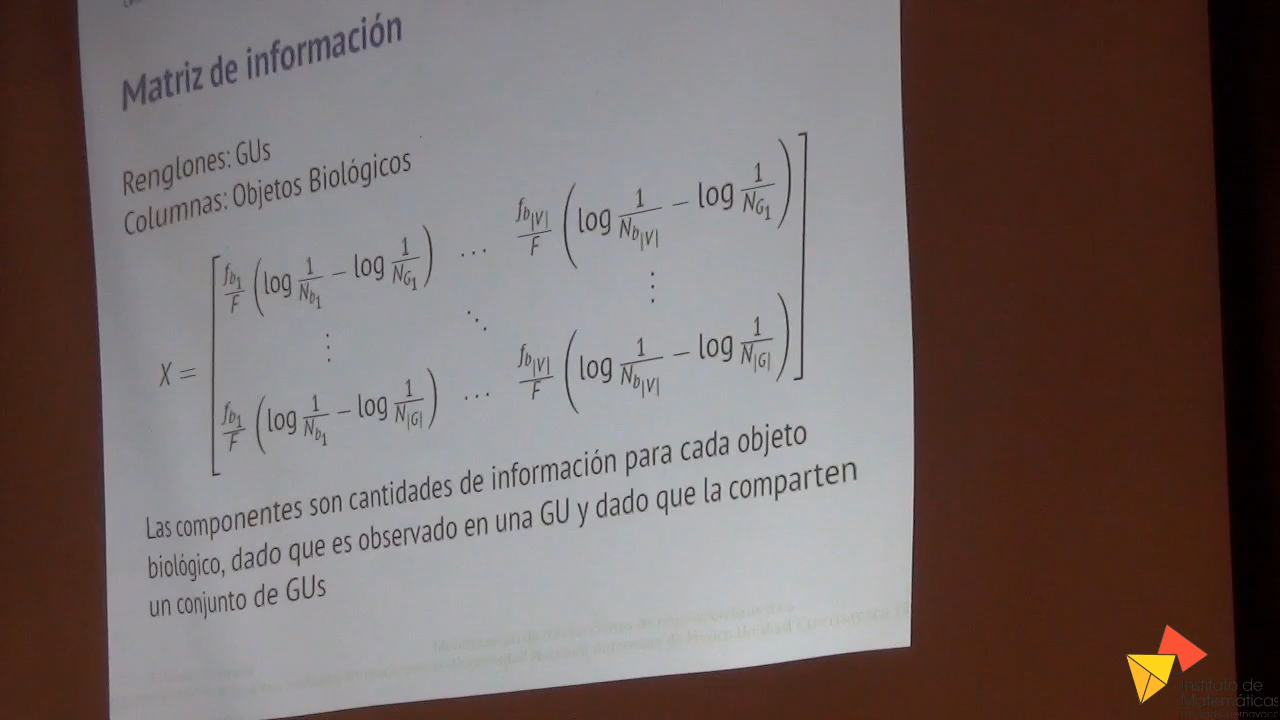 Matriz de información
Renglones: GUs
Columnas: Objetos Biológicos
X = [ f_{b_1}/F (log 1/N_{b_1} − log 1/N_{G_1}) ⋯ f_{b_{|V|}}/F (log 1/N_{b_{|V|}} − log 1/N_{G_1})
⋮ ⋱ ⋮
f_{b_1}/F (log 1/N_{b_1} − log 1/N_{|G|}) ⋯ f_{b_{|V|}}/F (log 1/N_{b_{|V|}} − log 1/N_{|G|}) ]
Las componentes son cantidades de información para cada objeto
biológico, dado que es observado en una GU y dado que la comparten
un conjunto de GUs
Instituto de
Matemáticas